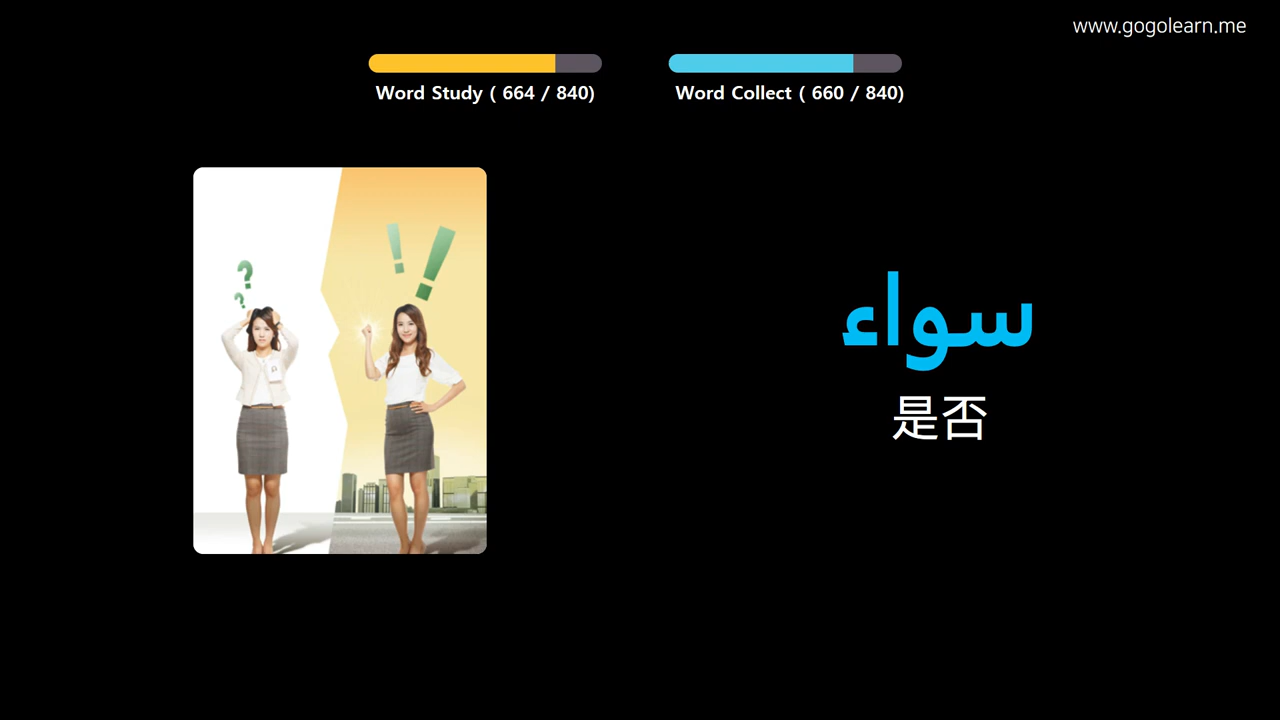 www.gogolearn.me
Word Study ( 664 / 840)
Word Collect ( 660 / 840)
? ?
! !
سواء
是否